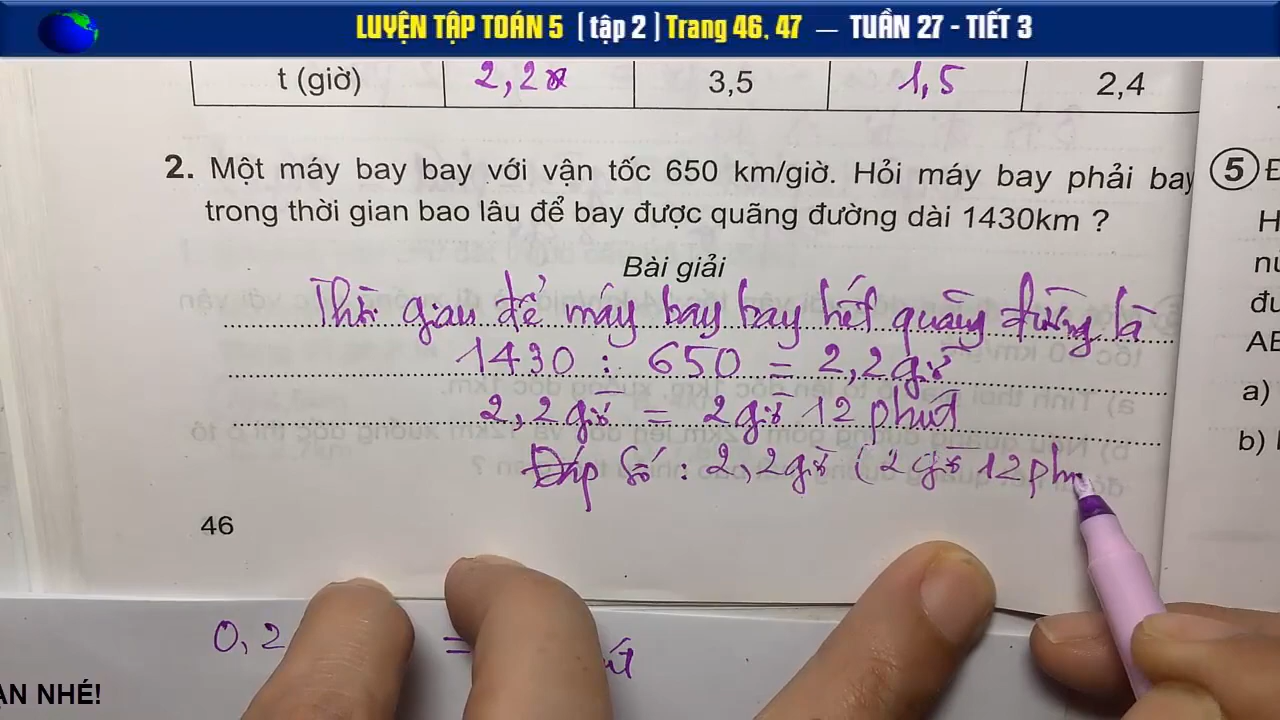 LUYỆN TẬP TOÁN 5 ( tập 2 ) Trang 46, 47 — TUẦN 27 - TIẾT 3
t (giờ) 2,2 3,5 1,5 2,4
2. Một máy bay bay với vận tốc 650 km/giờ. Hỏi máy bay phải bay
trong thời gian bao lâu để bay được quãng đường dài 1430km ?
Bài giải
Thời gian để máy bay bay hết quãng đường là
1430 : 650 = 2,2 giờ
2,2 giờ = 2 giờ 12 phút
Đáp số : 2,2 giờ ( 2 giờ 12 ph
46
0,2 =
ẠN NHÉ!
5
a)
b)